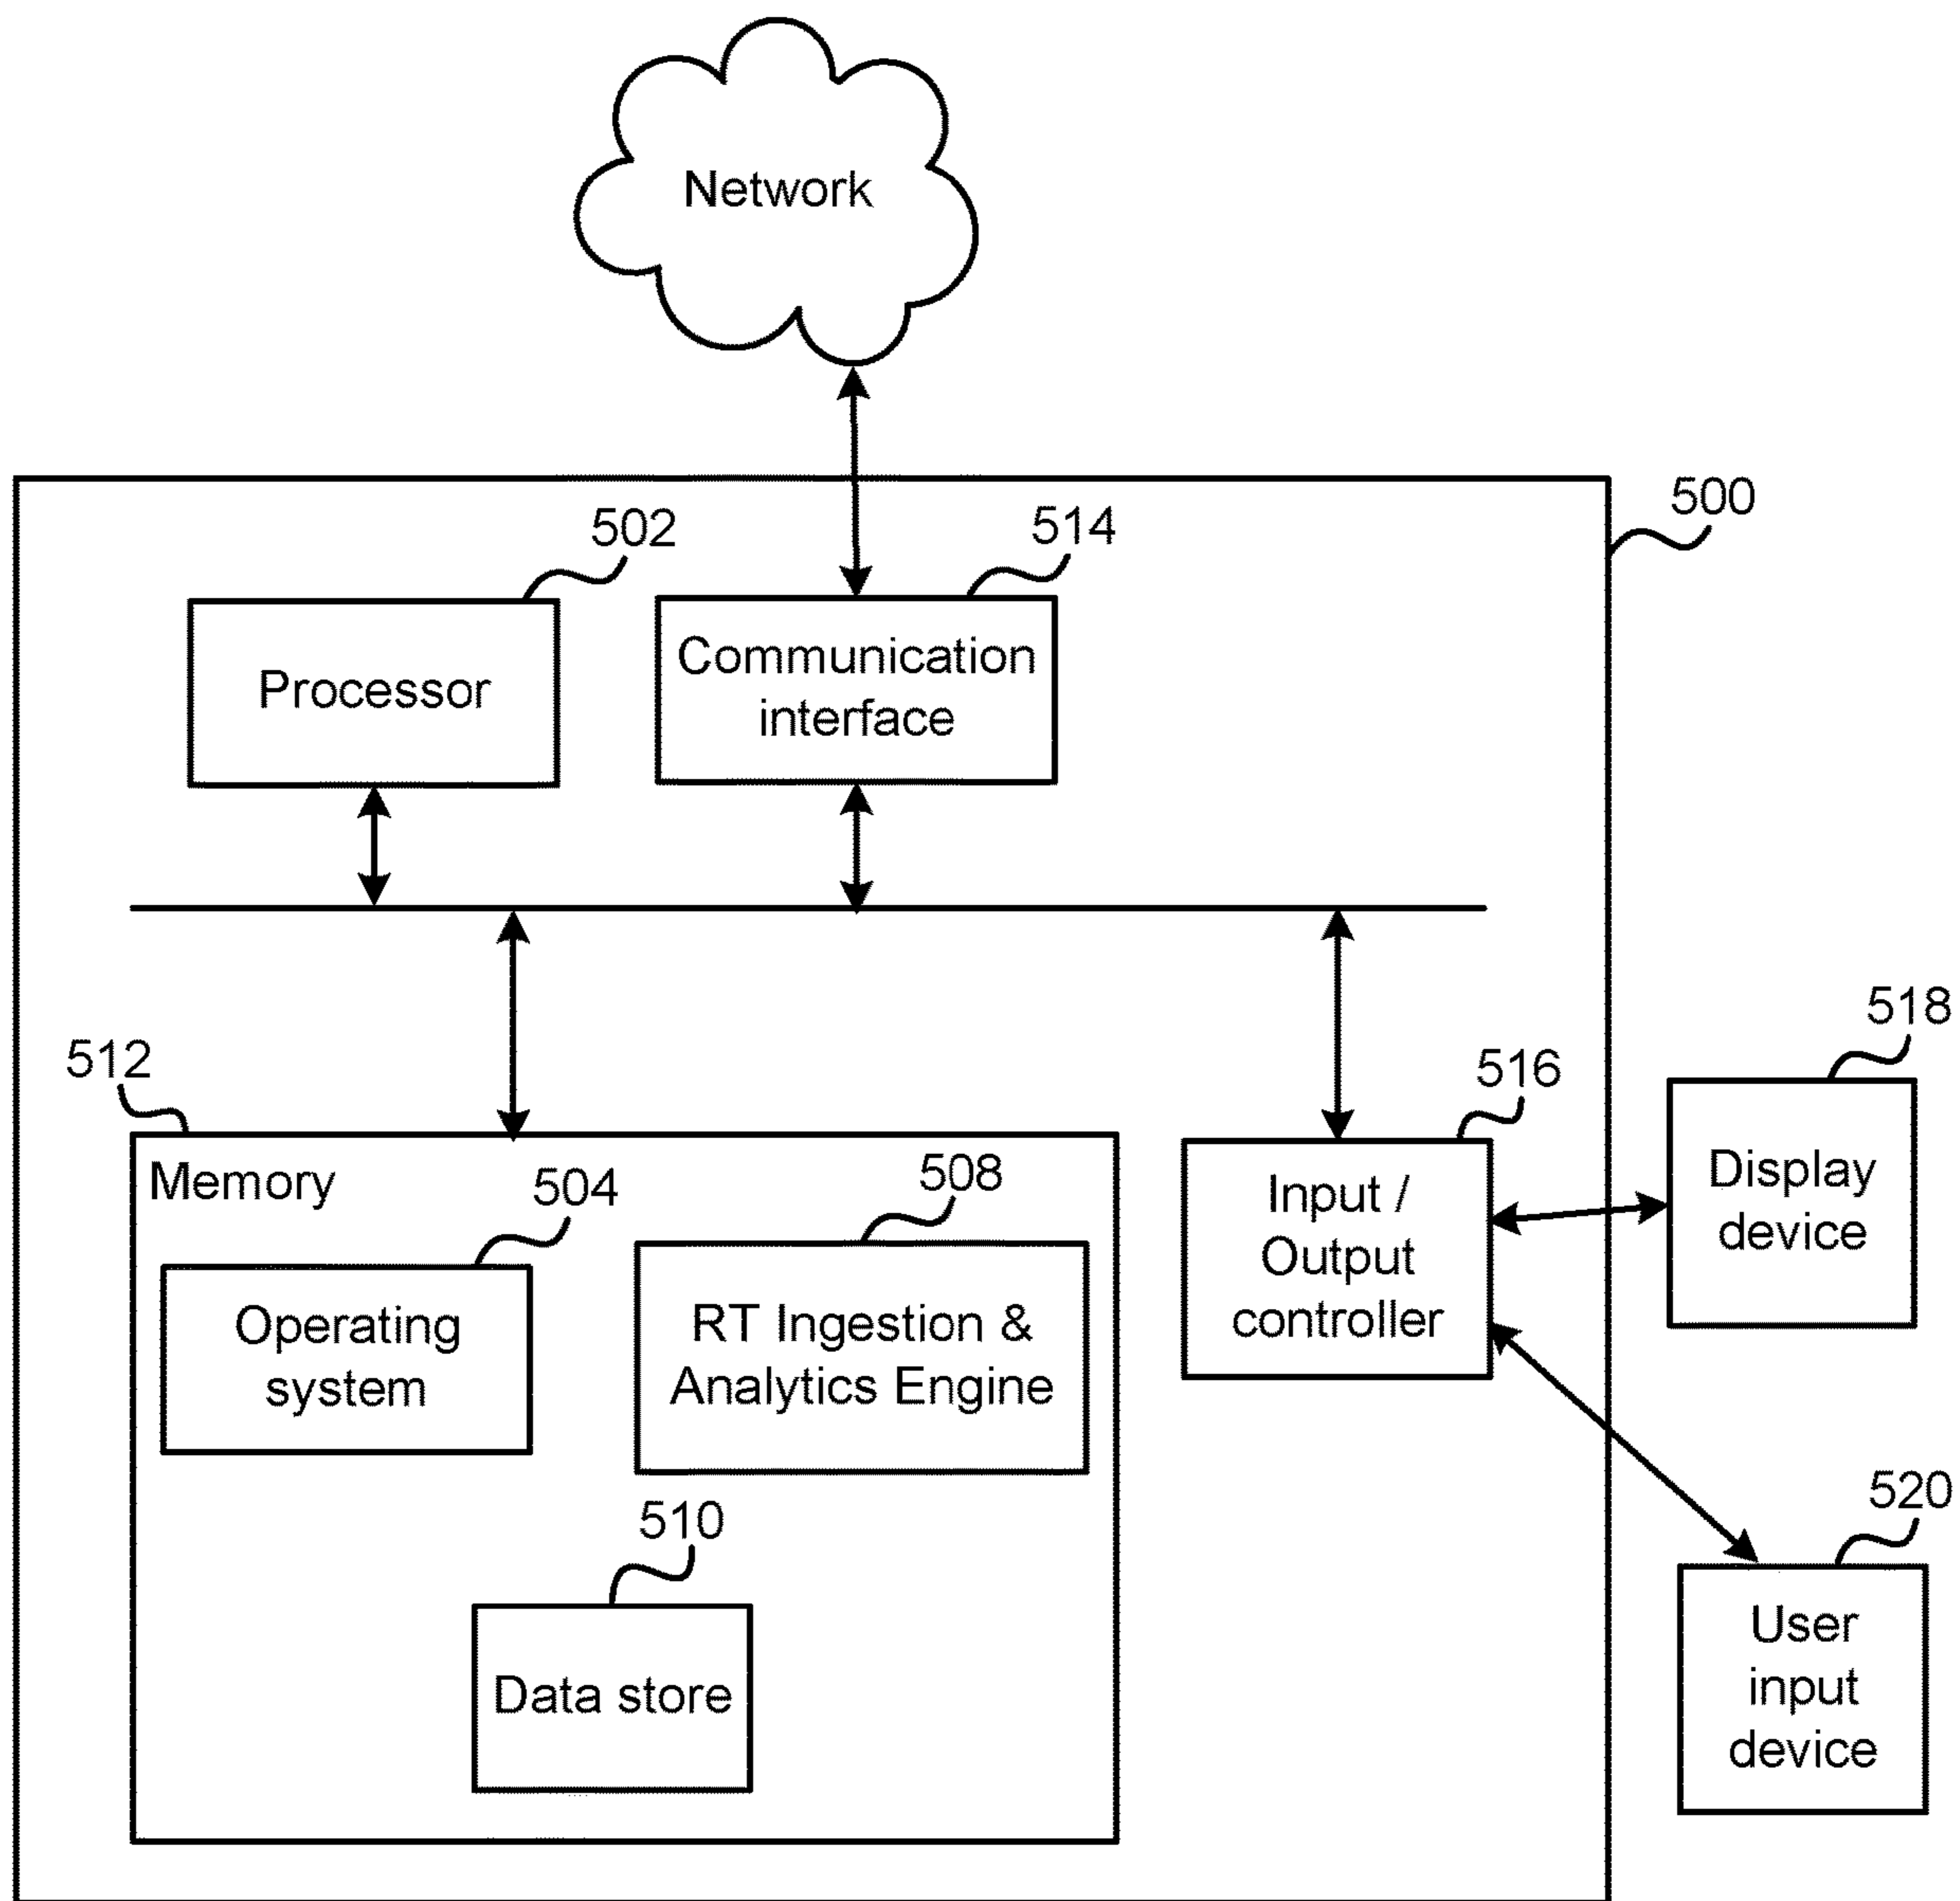 Network
500
502
514
Processor
Communication
interface
512
516
518
Memory
504
508
Operating
system
RT Ingestion &
Analytics Engine
Input /
Output
controller
Display
device
510
Data store
520
User
input
device